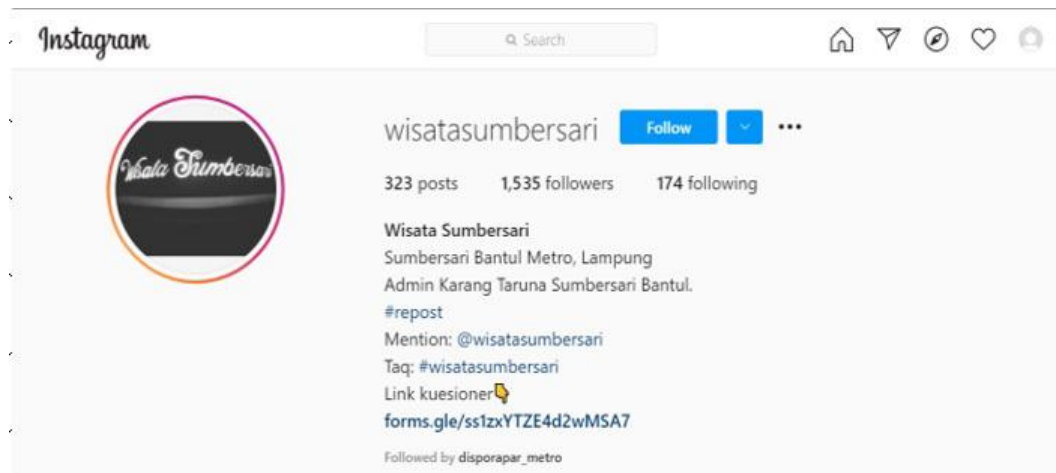 Instagram
Search
Wisata Sumbersari
wisatasumbersari Follow
323 posts 1,535 followers 174 following
Wisata Sumbersari
Sumbersari Bantul Metro, Lampung
Admin Karang Taruna Sumbersari Bantul.
#repost
Mention: @wisatasumbersari
Taq: #wisatasumbersari
Link kuesioner👇
forms.gle/ss1zxYTZE4d2wMSA7
Followed by disporapar_metro